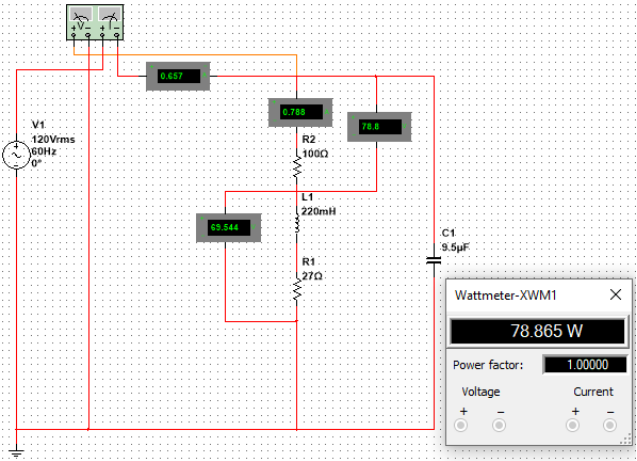 V
I
+ - + -
0.657
0.788
78.8
V1
120Vrms
60Hz
0°
R2
100Ω
L1
220mH
69.544
R1
27Ω
C1
9.5µF
Wattmeter-XWM1
78.865 W
Power factor:
1.00000
Voltage
Current
+ - + -